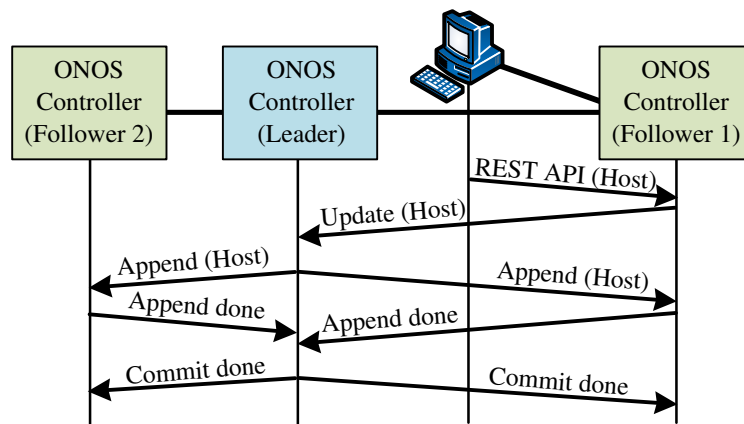 ONOS
Controller
(Follower 2)
ONOS
Controller
(Leader)
ONOS
Controller
(Follower 1)
REST API (Host)
Update (Host)
Append (Host)
Append (Host)
Append done
Append done
Commit done
Commit done